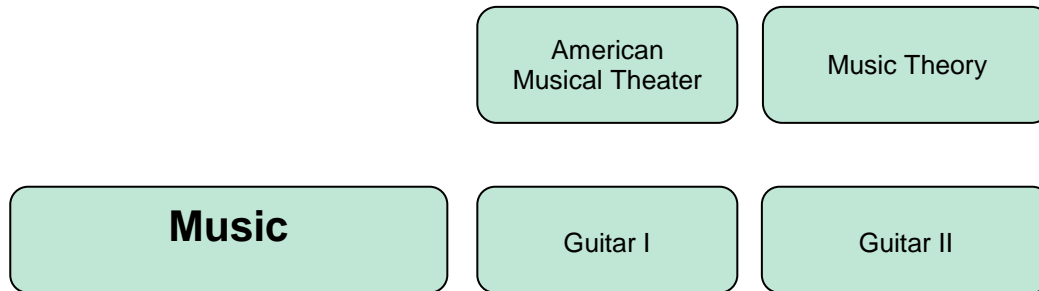 American
Musical Theater
Music Theory
Music
Guitar I
Guitar II